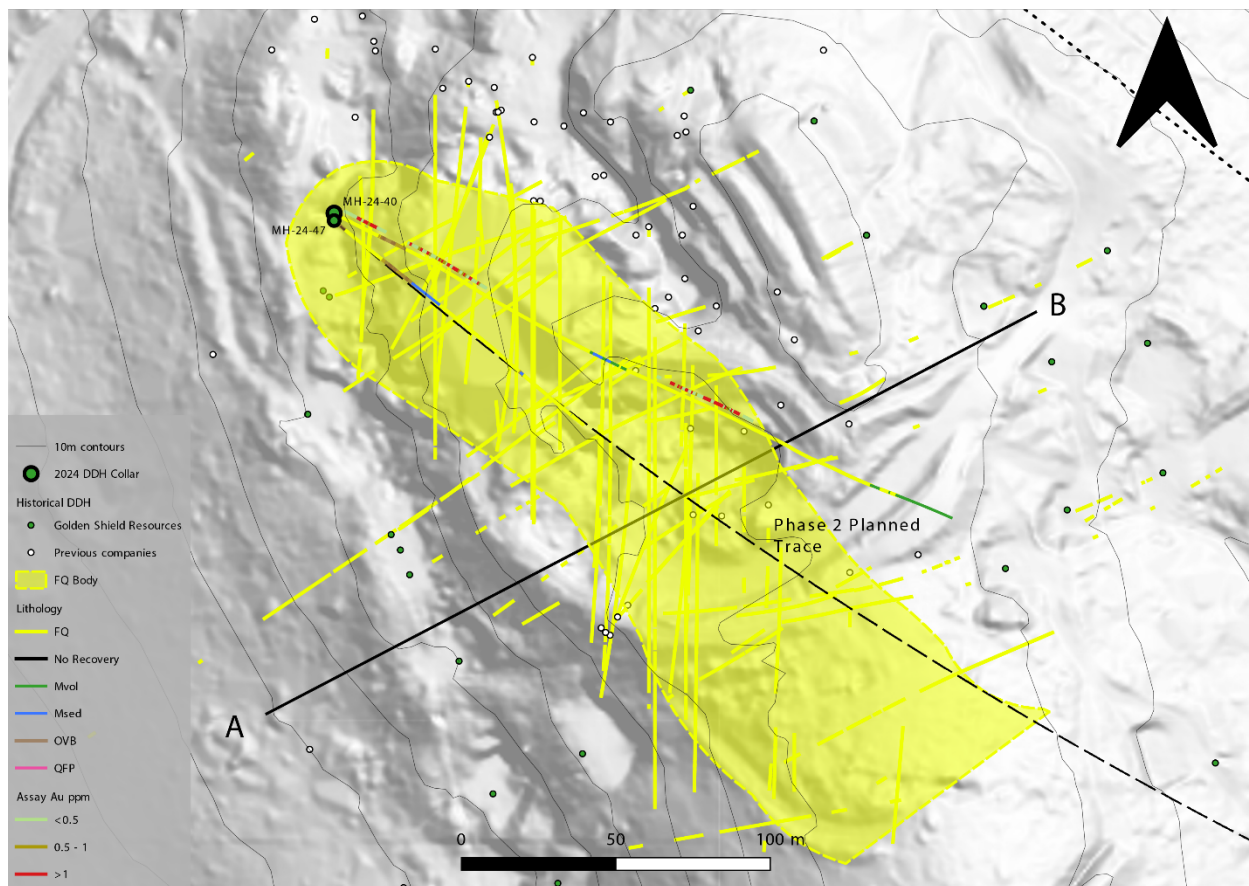 MH-24-40
MH-24-47
B
Phase 2 Planned
Trace
A
10m contours
2024 DDH Collar
Historical DDH
Golden Shield Resources
Previous companies
FQ Body
Lithology
FQ
No Recovery
Mvol
Msed
OVB
QFP
Assay Au ppm
<0.5
0.5 - 1
>1
0
50
100 m